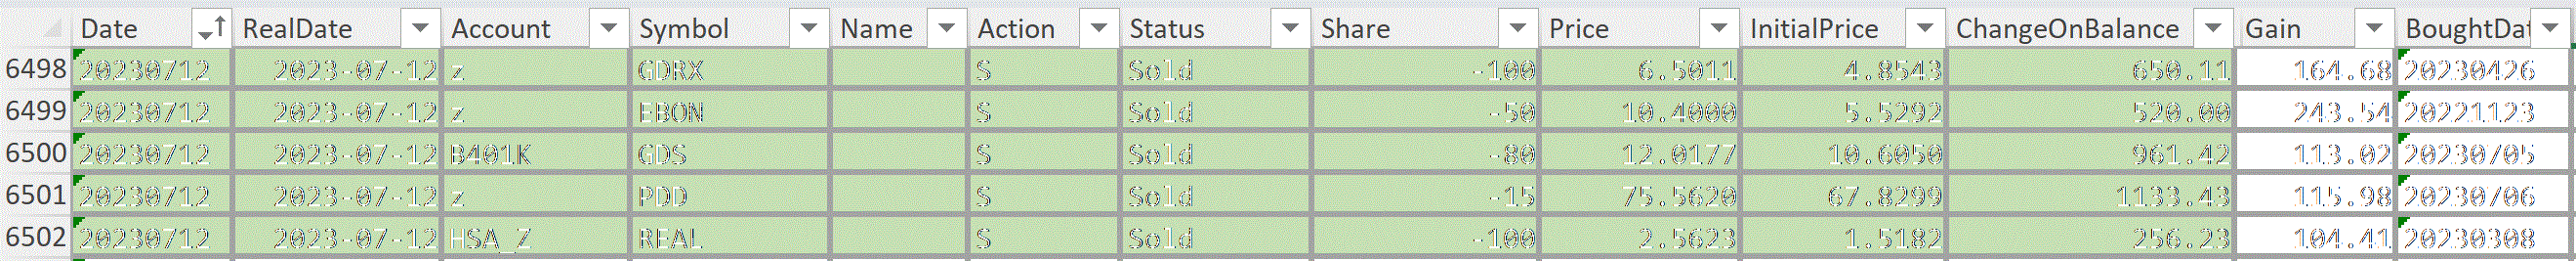 Date RealDate Account Symbol Name Action Status Share Price InitialPrice ChangeOnBalance Gain BoughtDat
6498 20230712 2023-07-12 z GDRX S Sold -100 6.5011 4.8543 650.11 164.68 20230426
6499 20230712 2023-07-12 z EBON S Sold -50 10.4000 5.5292 520.00 243.54 20221123
6500 20230712 2023-07-12 B401K GDS S Sold -80 12.0177 10.6050 961.42 113.02 20230705
6501 20230712 2023-07-12 z PDD S Sold -15 75.5620 67.8299 1133.43 115.98 20230706
6502 20230712 2023-07-12 HSA_Z REAL S Sold -100 2.5623 1.5182 256.23 104.41 20230308